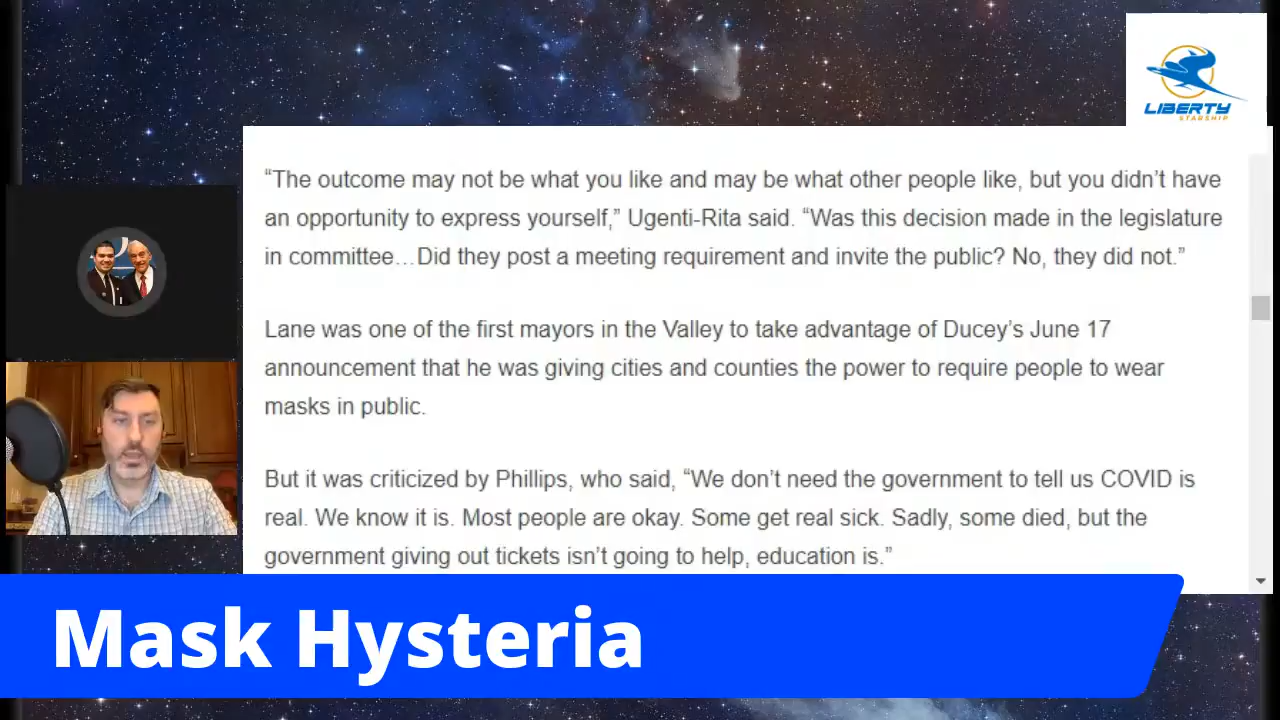 LIBERTY
STARSHIP
“The outcome may not be what you like and may be what other people like, but you didn’t have
an opportunity to express yourself,” Ugenti-Rita said. “Was this decision made in the legislature
in committee…Did they post a meeting requirement and invite the public? No, they did not.”
Lane was one of the first mayors in the Valley to take advantage of Ducey’s June 17
announcement that he was giving cities and counties the power to require people to wear
masks in public.
But it was criticized by Phillips, who said, “We don’t need the government to tell us COVID is
real. We know it is. Most people are okay. Some get real sick. Sadly, some died, but the
government giving out tickets isn’t going to help, education is.”
Mask Hysteria